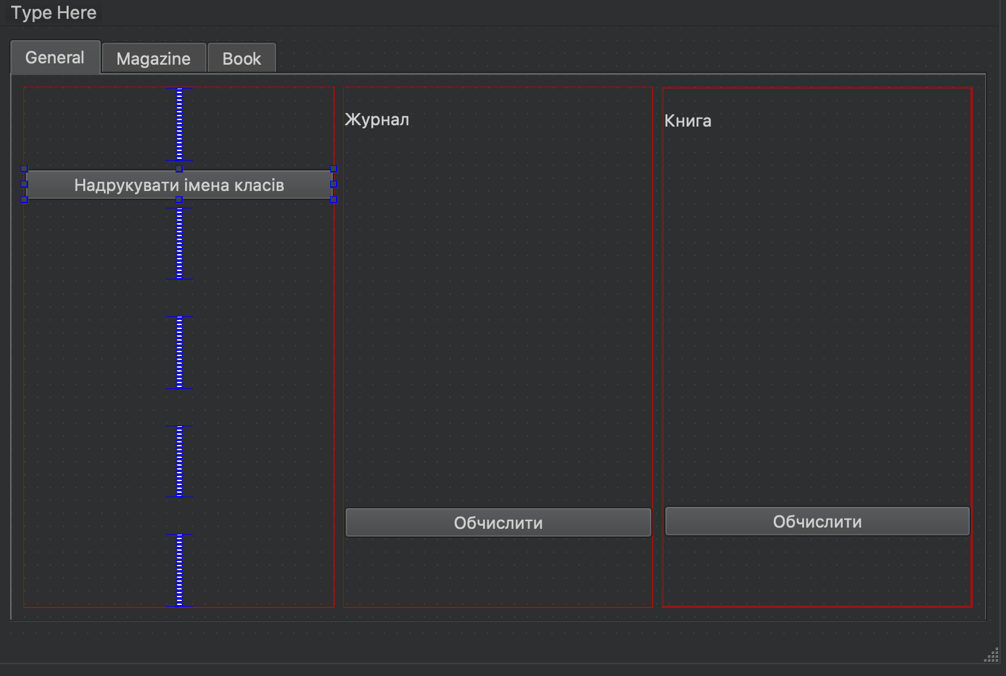 Type Here
General Magazine Book
Журнал Книга
Надрукувати імена класів
Обчислити Обчислити